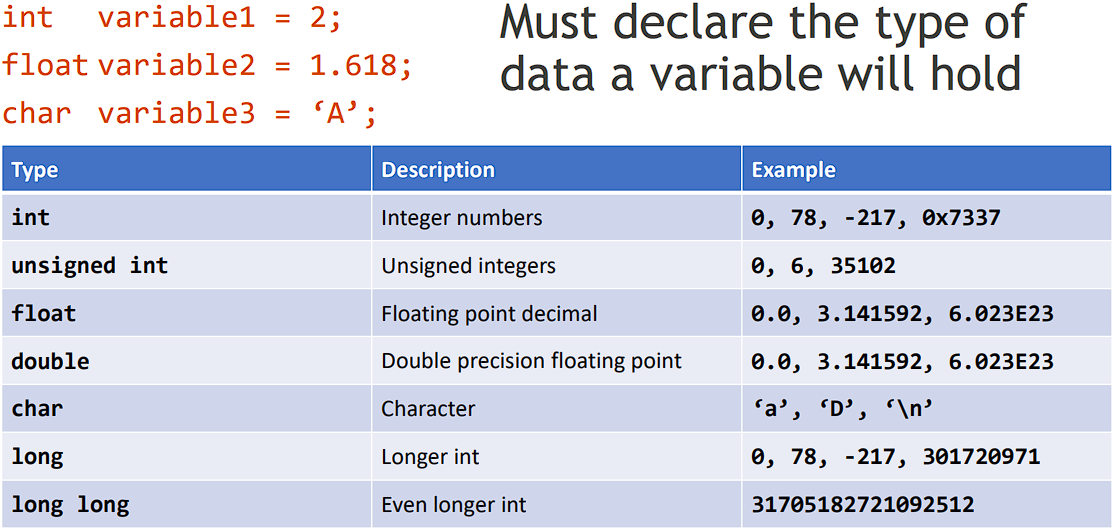 int variable1 = 2;
float variable2 = 1.618;
char variable3 = ‘A’;
Must declare the type of
data a variable will hold
Type Description Example
int Integer numbers 0, 78, -217, 0x7337
unsigned int Unsigned integers 0, 6, 35102
float Floating point decimal 0.0, 3.141592, 6.023E23
double Double precision floating point 0.0, 3.141592, 6.023E23
char Character ‘a’, ‘D’, ‘\n’
long Longer int 0, 78, -217, 301720971
long long Even longer int 31705182721092512